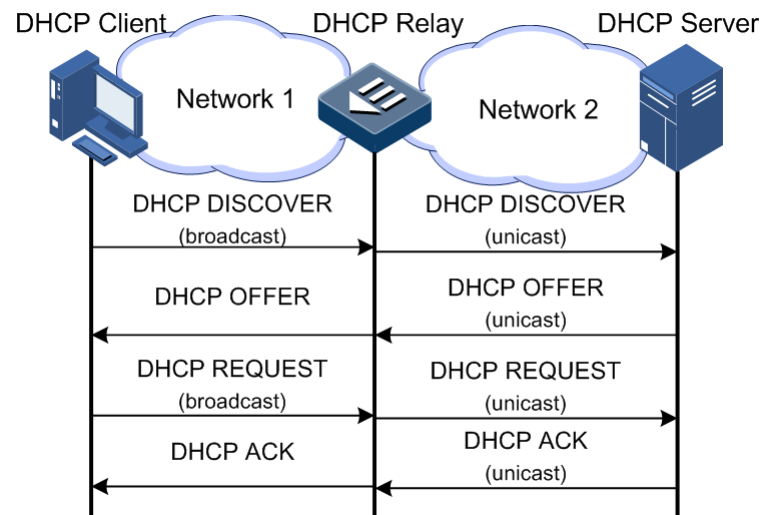 DHCP Client
DHCP Relay
DHCP Server
Network 1
Network 2
DHCP DISCOVER
(broadcast)
DHCP DISCOVER
(unicast)
DHCP OFFER
DHCP OFFER
(unicast)
DHCP REQUEST
(broadcast)
DHCP REQUEST
(unicast)
DHCP ACK
DHCP ACK
(unicast)